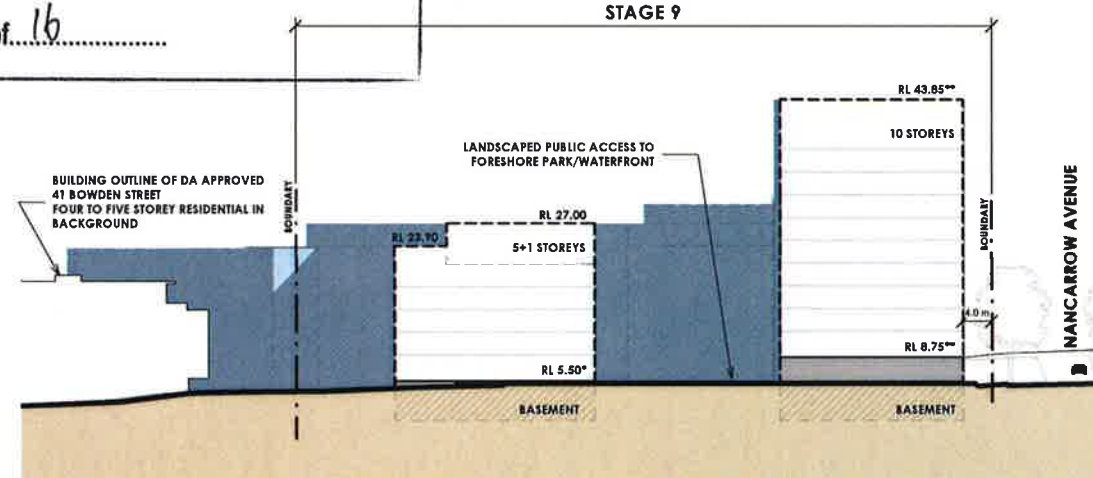 of 16
STAGE 9
RL 43.85**
10 STOREYS
LANDSCAPED PUBLIC ACCESS TO
FORESHORE PARK/WATERFRONT
BUILDING OUTLINE OF DA APPROVED
41 BOWDEN STREET
FOUR TO FIVE STOREY RESIDENTIAL IN
BACKGROUND
BOUNDARY
RL 27.00
RL 23.90
5+1 STOREYS
BOUNDARY
NANCARROW AVENUE
4.0 m
RL 8.75**
RL 5.50*
BASEMENT
BASEMENT